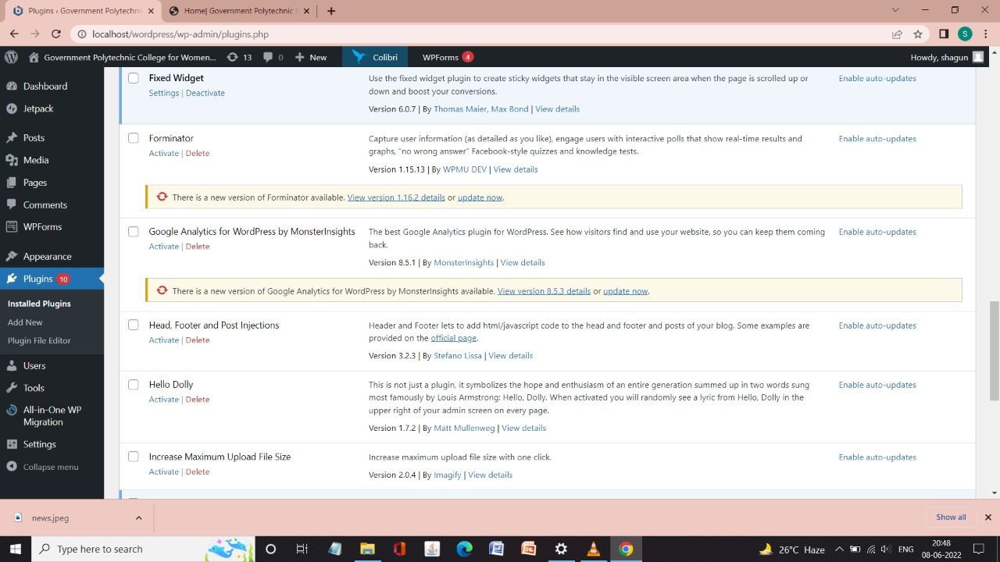 Plugins ‹ Government Polytechni
Home| Government Polytechnic
localhost/wordpress/wp-admin/plugins.php
S
Government Polytechnic College for Women...
13
0
New
Colibri
WPForms 4
Howdy, shagun
Dashboard
Jetpack
Posts
Media
Pages
Comments
WPForms
Appearance
Plugins 10
Installed Plugins
Add New
Plugin File Editor
Users
Tools
All-in-One WP
Migration
Settings
Collapse menu
Fixed Widget
Settings | Deactivate
Use the fixed widget plugin to create sticky widgets that stay in the visible screen area when the page is scrolled up or
down and boost your conversions.
Version 6.0.7 | By Thomas Maier, Max Bond | View details
Enable auto-updates
Forminator
Activate | Delete
Capture user information (as detailed as you like), engage users with interactive polls that show real-time results and
graphs, “no wrong answer” Facebook-style quizzes and knowledge tests.
Version 1.15.13 | By WPMU DEV | View details
Enable auto-updates
There is a new version of Forminator available. View version 1.16.2 details or update now.
Google Analytics for WordPress by MonsterInsights
Activate | Delete
The best Google Analytics plugin for WordPress. See how visitors find and use your website, so you can keep them coming
back.
Version 8.5.1 | By MonsterInsights | View details
Enable auto-updates
There is a new version of Google Analytics for WordPress by MonsterInsights available. View version 8.5.3 details or update now.
Head, Footer and Post Injections
Activate | Delete
Header and Footer lets to add html/javascript code to the head and footer and posts of your blog. Some examples are
provided on the official page.
Version 3.2.3 | By Stefano Lissa | View details
Enable auto-updates
Hello Dolly
Activate | Delete
This is not just a plugin, it symbolizes the hope and enthusiasm of an entire generation summed up in two words sung
most famously by Louis Armstrong: Hello, Dolly. When activated you will randomly see a lyric from Hello, Dolly in the
upper right of your admin screen on every page.
Version 1.7.2 | By Matt Mullenweg | View details
Enable auto-updates
Increase Maximum Upload File Size
Activate | Delete
Increase maximum upload file size with one click.
Version 2.0.4 | By Imagify | View details
Enable auto-updates
news.jpeg
Show all
Type here to search
26°C Haze
ENG
20:48
08-06-2022